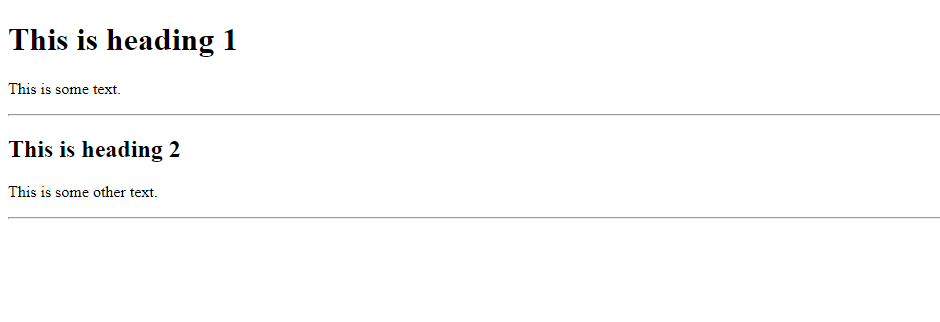 This is heading 1
This is some text.
This is heading 2
This is some other text.